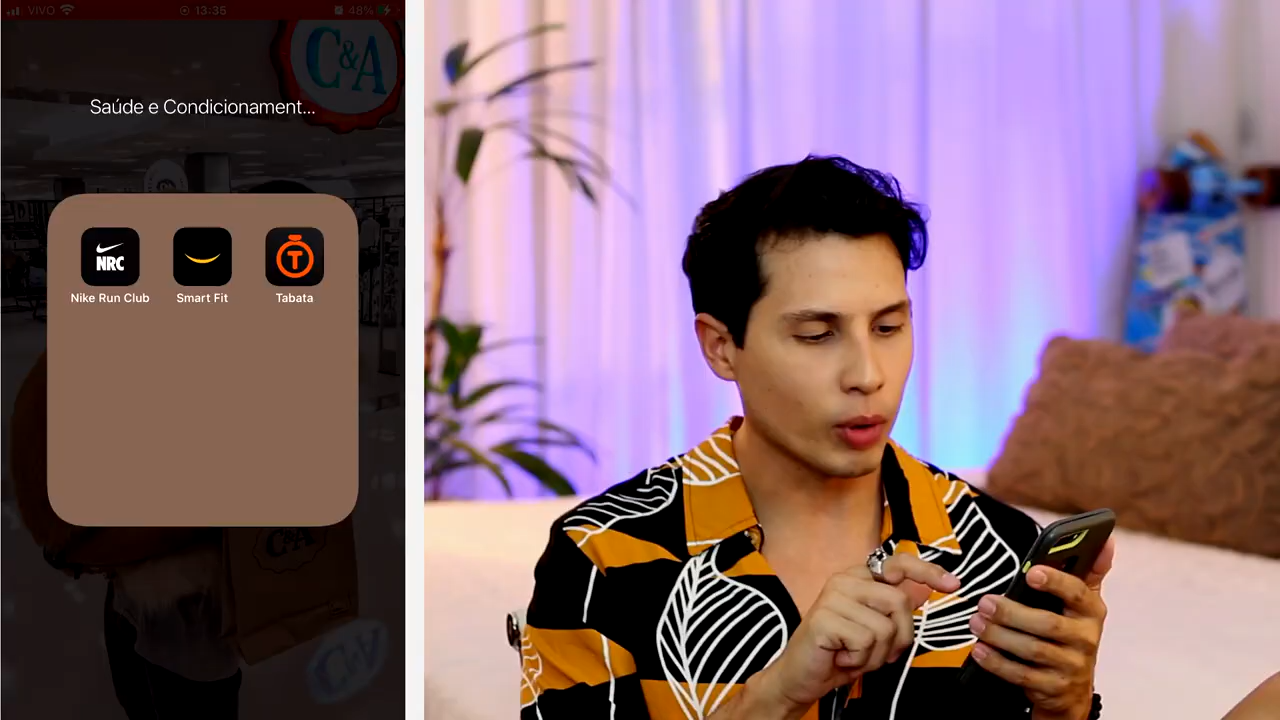 VIVO 13:35 48%
C&A
Saúde e Condicionament...
NRC
T
Nike Run Club
Smart Fit
Tabata
C&A
C&A